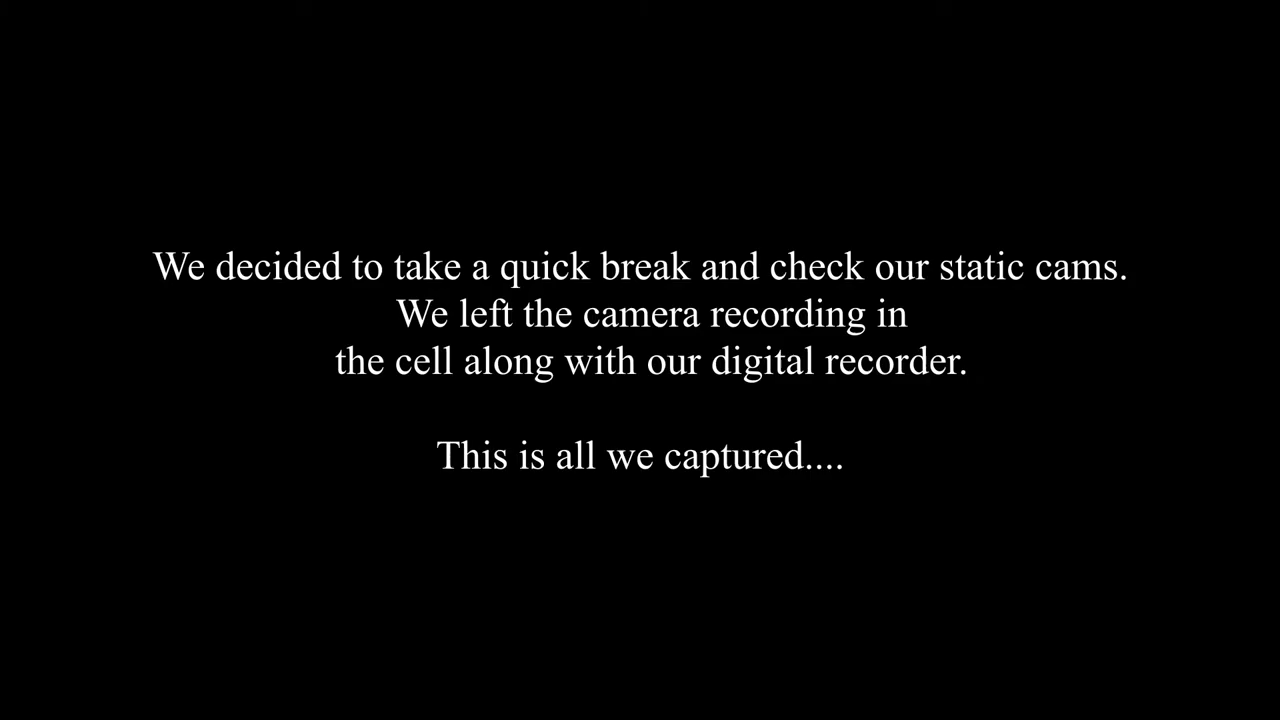 We decided to take a quick break and check our static cams.
We left the camera recording in
the cell along with our digital recorder.
This is all we captured....